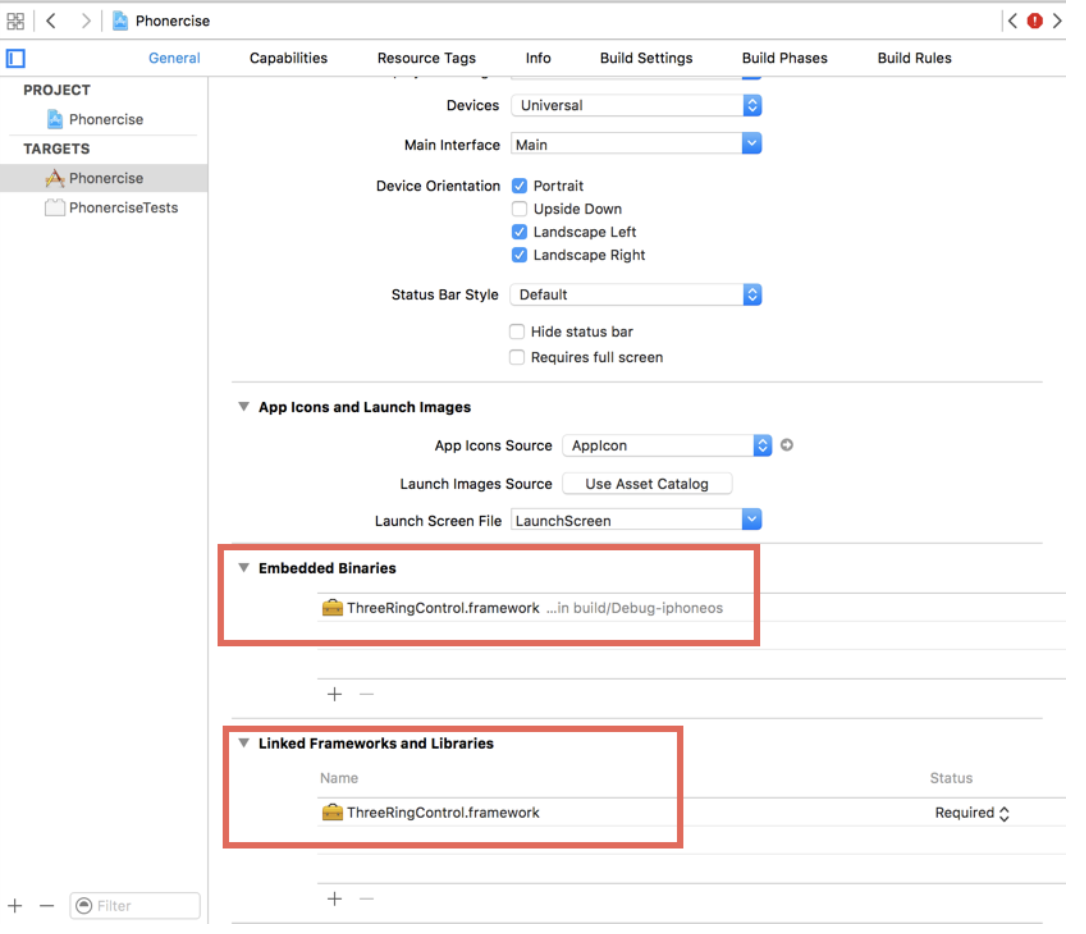 Phonercise
General Capabilities Resource Tags Info Build Settings Build Phases Build Rules
PROJECT
Phonercise
TARGETS
Phonercise
PhonerciseTests
Filter
Devices Universal
Main Interface Main
Device Orientation Portrait
Upside Down
Landscape Left
Landscape Right
Status Bar Style Default
Hide status bar
Requires full screen
App Icons and Launch Images
App Icons Source AppIcon
Launch Images Source Use Asset Catalog
Launch Screen File LaunchScreen
Embedded Binaries
ThreeRingControl.framework ...in build/Debug-iphoneos
Linked Frameworks and Libraries
Name Status
ThreeRingControl.framework Required